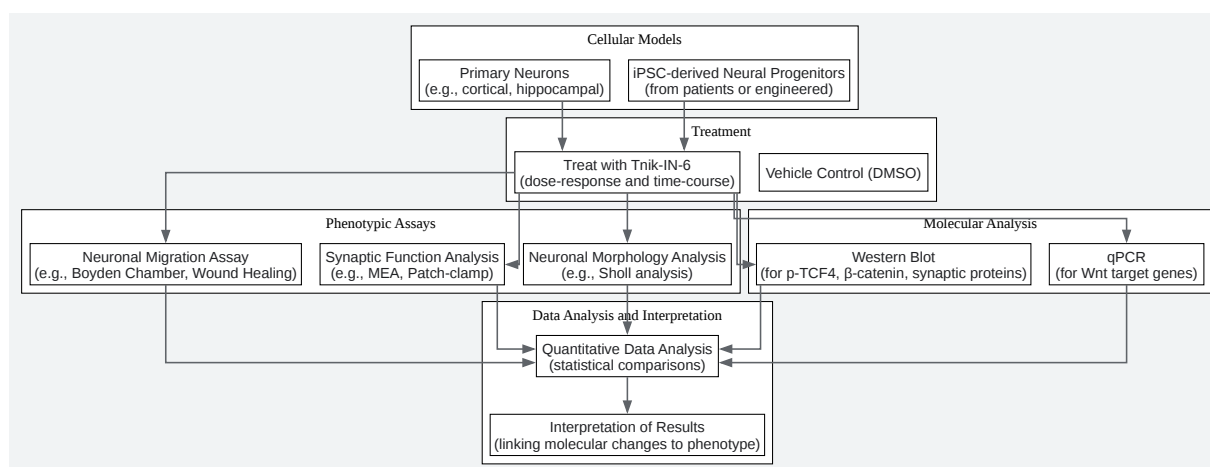 Cellular Models
Primary Neurons
(e.g., cortical, hippocampal)
iPSC-derived Neural Progenitors
(from patients or engineered)
Treatment
Treat with Tnik-IN-6
(dose-response and time-course)
Vehicle Control (DMSO)
Phenotypic Assays
Neuronal Migration Assay
(e.g., Boyden Chamber, Wound Healing)
Synaptic Function Analysis
(e.g., MEA, Patch-clamp)
Neuronal Morphology Analysis
(e.g., Sholl analysis)
Molecular Analysis
Western Blot
(for p-TCF4, β-catenin, synaptic proteins)
qPCR
(for Wnt target genes)
Data Analysis and Interpretation
Quantitative Data Analysis
(statistical comparisons)
Interpretation of Results
(linking molecular changes to phenotype)